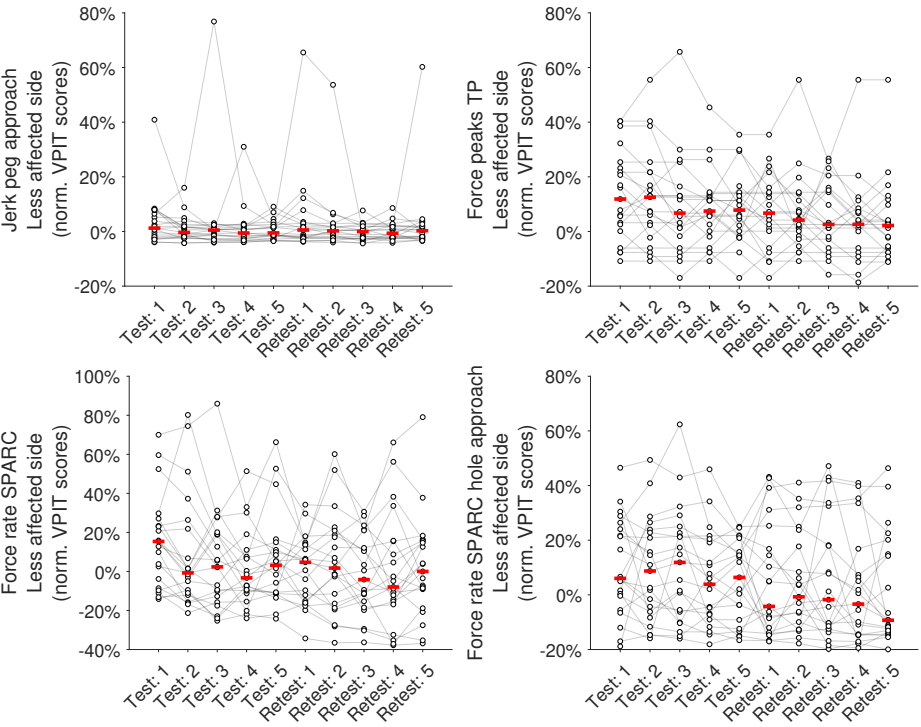 Jerk peg approach
Less affected side
(norm. VPIT scores)
80%
60%
40%
20%
0%
-20%
Test: 1
Test: 2
Test: 3
Test: 4
Test: 5
Retest: 1
Retest: 2
Retest: 3
Retest: 4
Retest: 5
Force peaks TP
Less affected side
(norm. VPIT scores)
80%
60%
40%
20%
0%
-20%
Test: 1
Test: 2
Test: 3
Test: 4
Test: 5
Retest: 1
Retest: 2
Retest: 3
Retest: 4
Retest: 5
Force rate SPARC
Less affected side
(norm. VPIT scores)
100%
80%
60%
40%
20%
0%
-20%
-40%
Test: 1
Test: 2
Test: 3
Test: 4
Test: 5
Retest: 1
Retest: 2
Retest: 3
Retest: 4
Retest: 5
Force rate SPARC hole approach
Less affected side
(norm. VPIT scores)
80%
60%
40%
20%
0%
-20%
Test: 1
Test: 2
Test: 3
Test: 4
Test: 5
Retest: 1
Retest: 2
Retest: 3
Retest: 4
Retest: 5